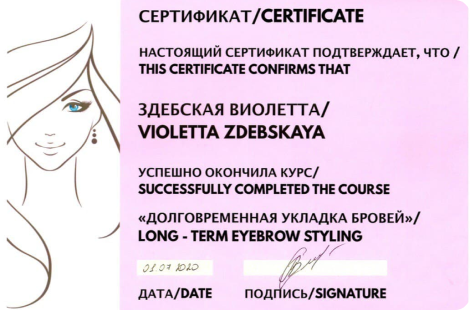 СЕРТИФИКАТ/CERTIFICATE
НАСТОЯЩИЙ СЕРТИФИКАТ ПОДТВЕРЖДАЕТ, ЧТО /
THIS CERTIFICATE CONFIRMS THAT
ЗДЕБСКАЯ ВИОЛЕТТА/
VIOLETTA ZDEBSKAYA
УСПЕШНО ОКОНЧИЛА КУРС/
SUCCESSFULLY COMPLETED THE COURSE
«ДОЛГОВРЕМЕННАЯ УКЛАДКА БРОВЕЙ»/
LONG - TERM EYEBROW STYLING
01.07.2020
ДАТА/DATE ПОДПИСЬ/SIGNATURE